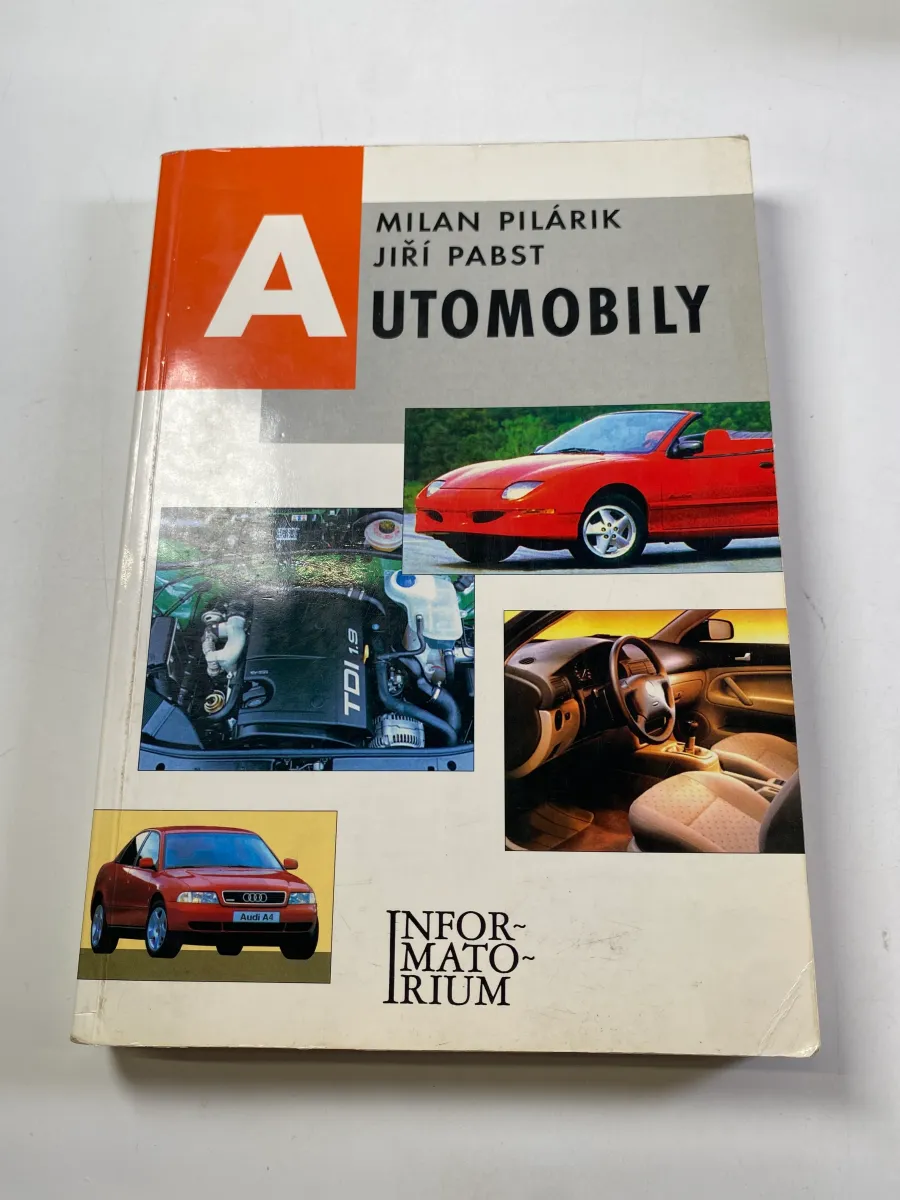 MILAN PILÁRIK
JIŘÍ PABST
AUTOMOBILY
TDI 1.9
Audi A4
INFOR~
MATO~
RIUM